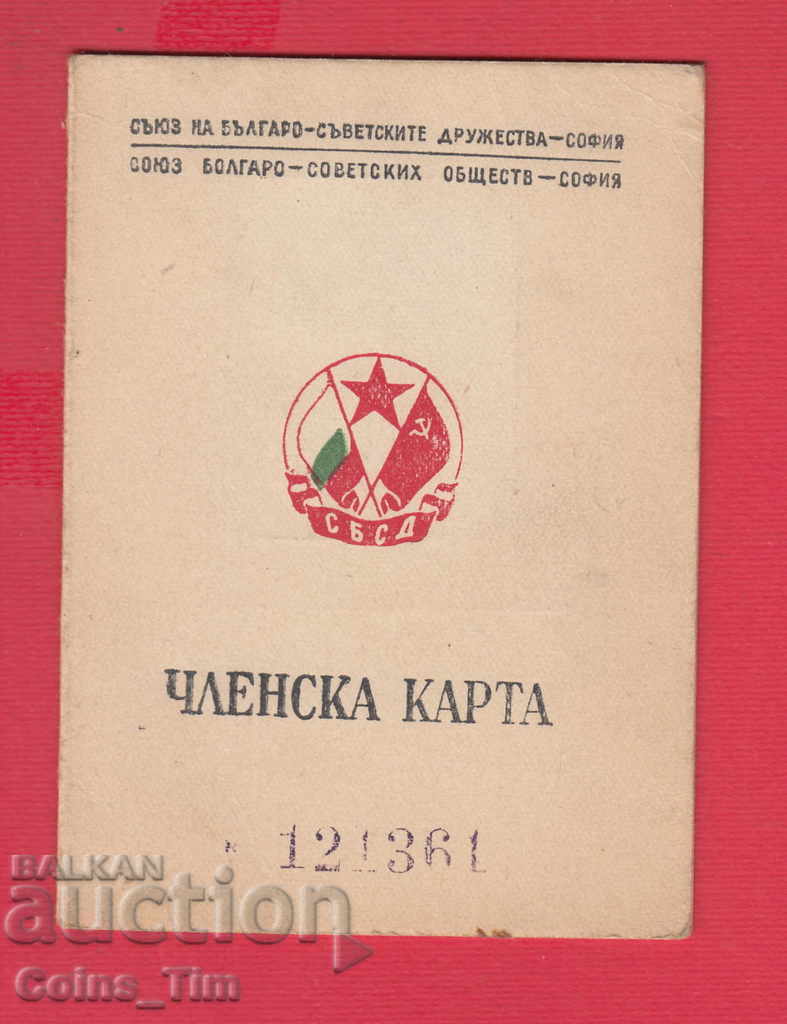 СЪЮЗ НА БЪЛГАРО-СЪВЕТСКИТЕ ДРУЖЕСТВА-СОФИЯ
СОЮЗ БОЛГАРО-СОВЕТСКИХ ОБЩЕСТВ-СОФИЯ
СБСД
ЧЛЕНСКА КАРТА
121361
BALKAN
auction
Coins_Tim